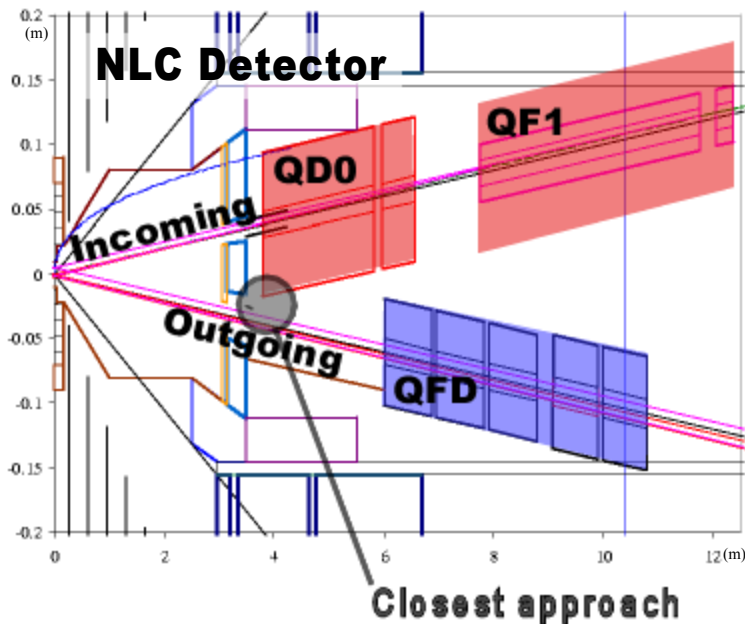 0.2
(m)
NLC Detector
0.15
QF1
0.1
QD0
0.05
Incoming
0
Outgoing
-0.05
QFD
-0.1
-0.15
-0.2
0 2 4 6 8 10 12 (m)
Closest approach